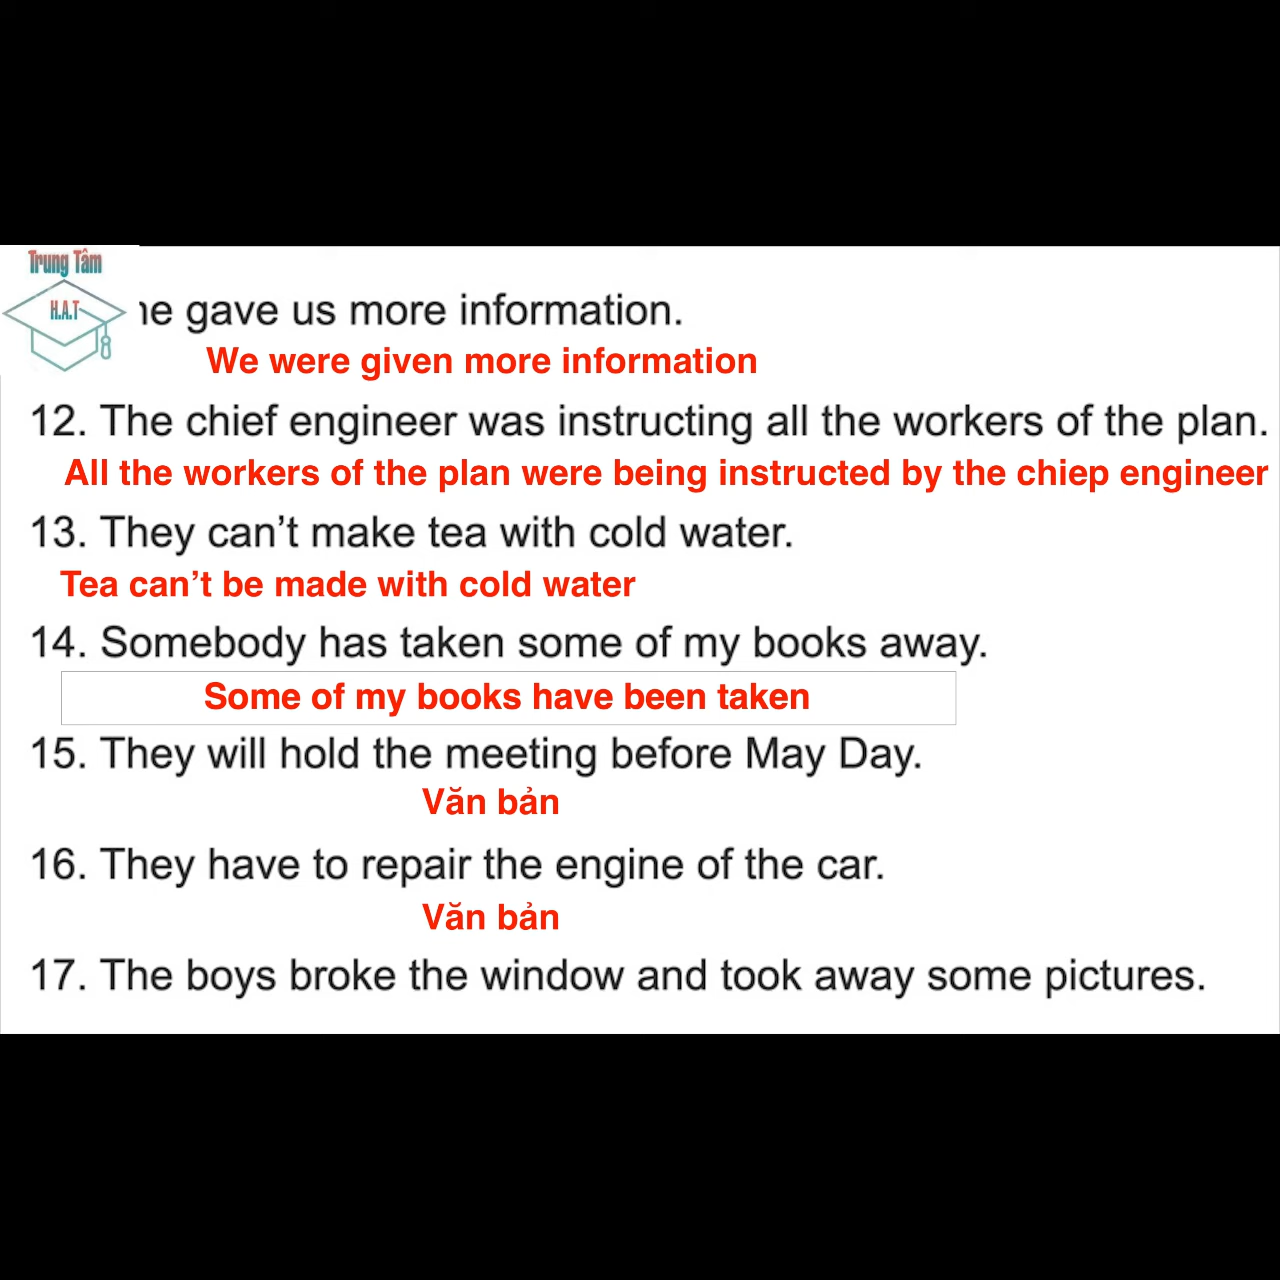 Trung Tâm
H.A.T
he gave us more information.
We were given more information
12. The chief engineer was instructing all the workers of the plan.
All the workers of the plan were being instructed by the chiep engineer
13. They can’t make tea with cold water.
Tea can’t be made with cold water
14. Somebody has taken some of my books away.
Some of my books have been taken
15. They will hold the meeting before May Day.
Văn bản
16. They have to repair the engine of the car.
Văn bản
17. The boys broke the window and took away some pictures.